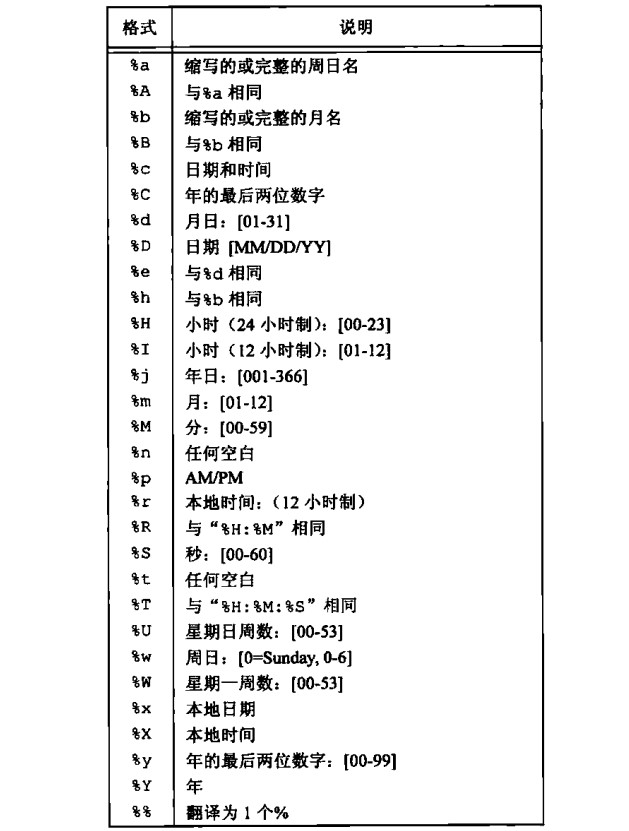 格式 说明
%a 缩写的或完整的周日名
%A 与%a 相同
%b 缩写的或完整的月名
%B 与%b 相同
%c 日期和时间
%C 年的最后两位数字
%d 月日：[01-31]
%D 日期 [MM/DD/YY]
%e 与%d 相同
%h 与%b 相同
%H 小时（24 小时制）：[00-23]
%I 小时（12 小时制）：[01-12]
%j 年日：[001-366]
%m 月：[01-12]
%M 分：[00-59]
%n 任何空白
%p AM/PM
%r 本地时间：（12 小时制）
%R 与“%H:%M”相同
%S 秒：[00-60]
%t 任何空白
%T 与“%H:%M:%S”相同
%U 星期日周数：[00-53]
%w 周日：[0=Sunday, 0-6]
%W 星期一周数：[00-53]
%x 本地日期
%X 本地时间
%y 年的最后两位数字：[00-99]
%Y 年
%% 翻译为 1 个%